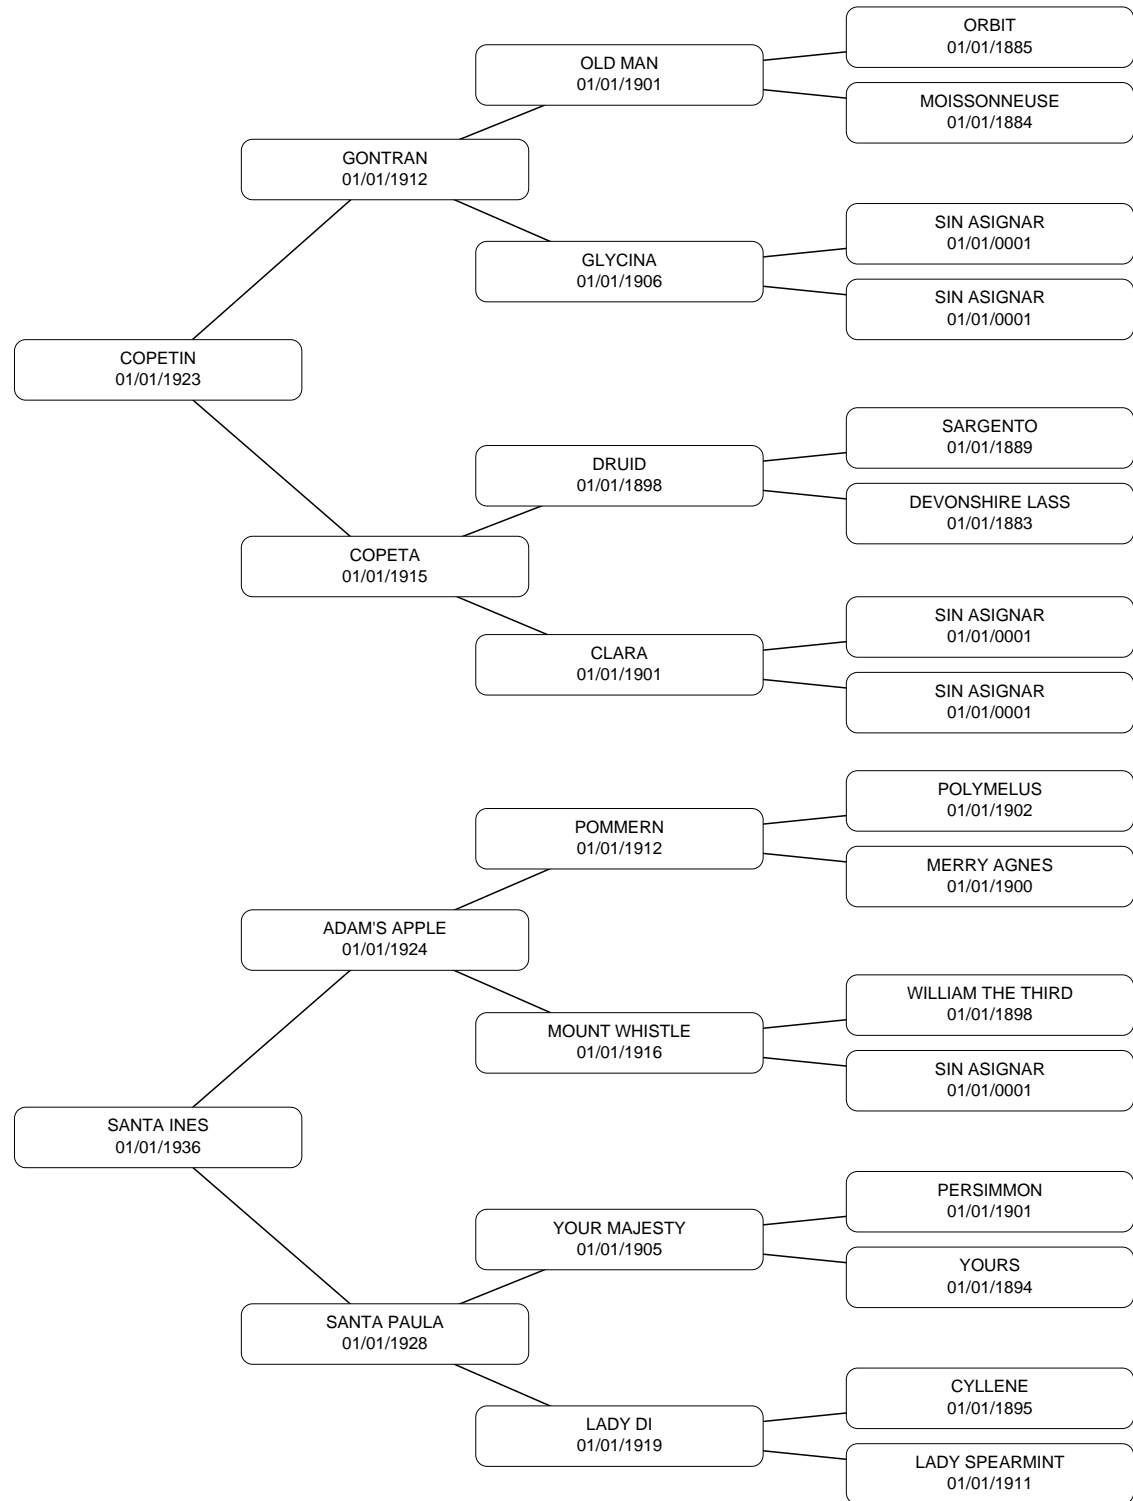 ORBIT
01/01/1885
OLD MAN
01/01/1901
MOISSONNEUSE
01/01/1884
GONTRAN
01/01/1912
SIN ASIGNAR
01/01/0001
GLYCINA
01/01/1906
SIN ASIGNAR
01/01/0001
COPETIN
01/01/1923
SARGENTO
01/01/1889
DRUID
01/01/1898
DEVONSHIRE LASS
01/01/1883
COPETA
01/01/1915
SIN ASIGNAR
01/01/0001
CLARA
01/01/1901
SIN ASIGNAR
01/01/0001
POLYMELUS
01/01/1902
POMMERN
01/01/1912
MERRY AGNES
01/01/1900
ADAM'S APPLE
01/01/1924
WILLIAM THE THIRD
01/01/1898
MOUNT WHISTLE
01/01/1916
SIN ASIGNAR
01/01/0001
SANTA INES
01/01/1936
PERSIMMON
01/01/1901
YOUR MAJESTY
01/01/1905
YOURS
01/01/1894
SANTA PAULA
01/01/1928
CYLLENE
01/01/1895
LADY DI
01/01/1919
LADY SPEARMINT
01/01/1911